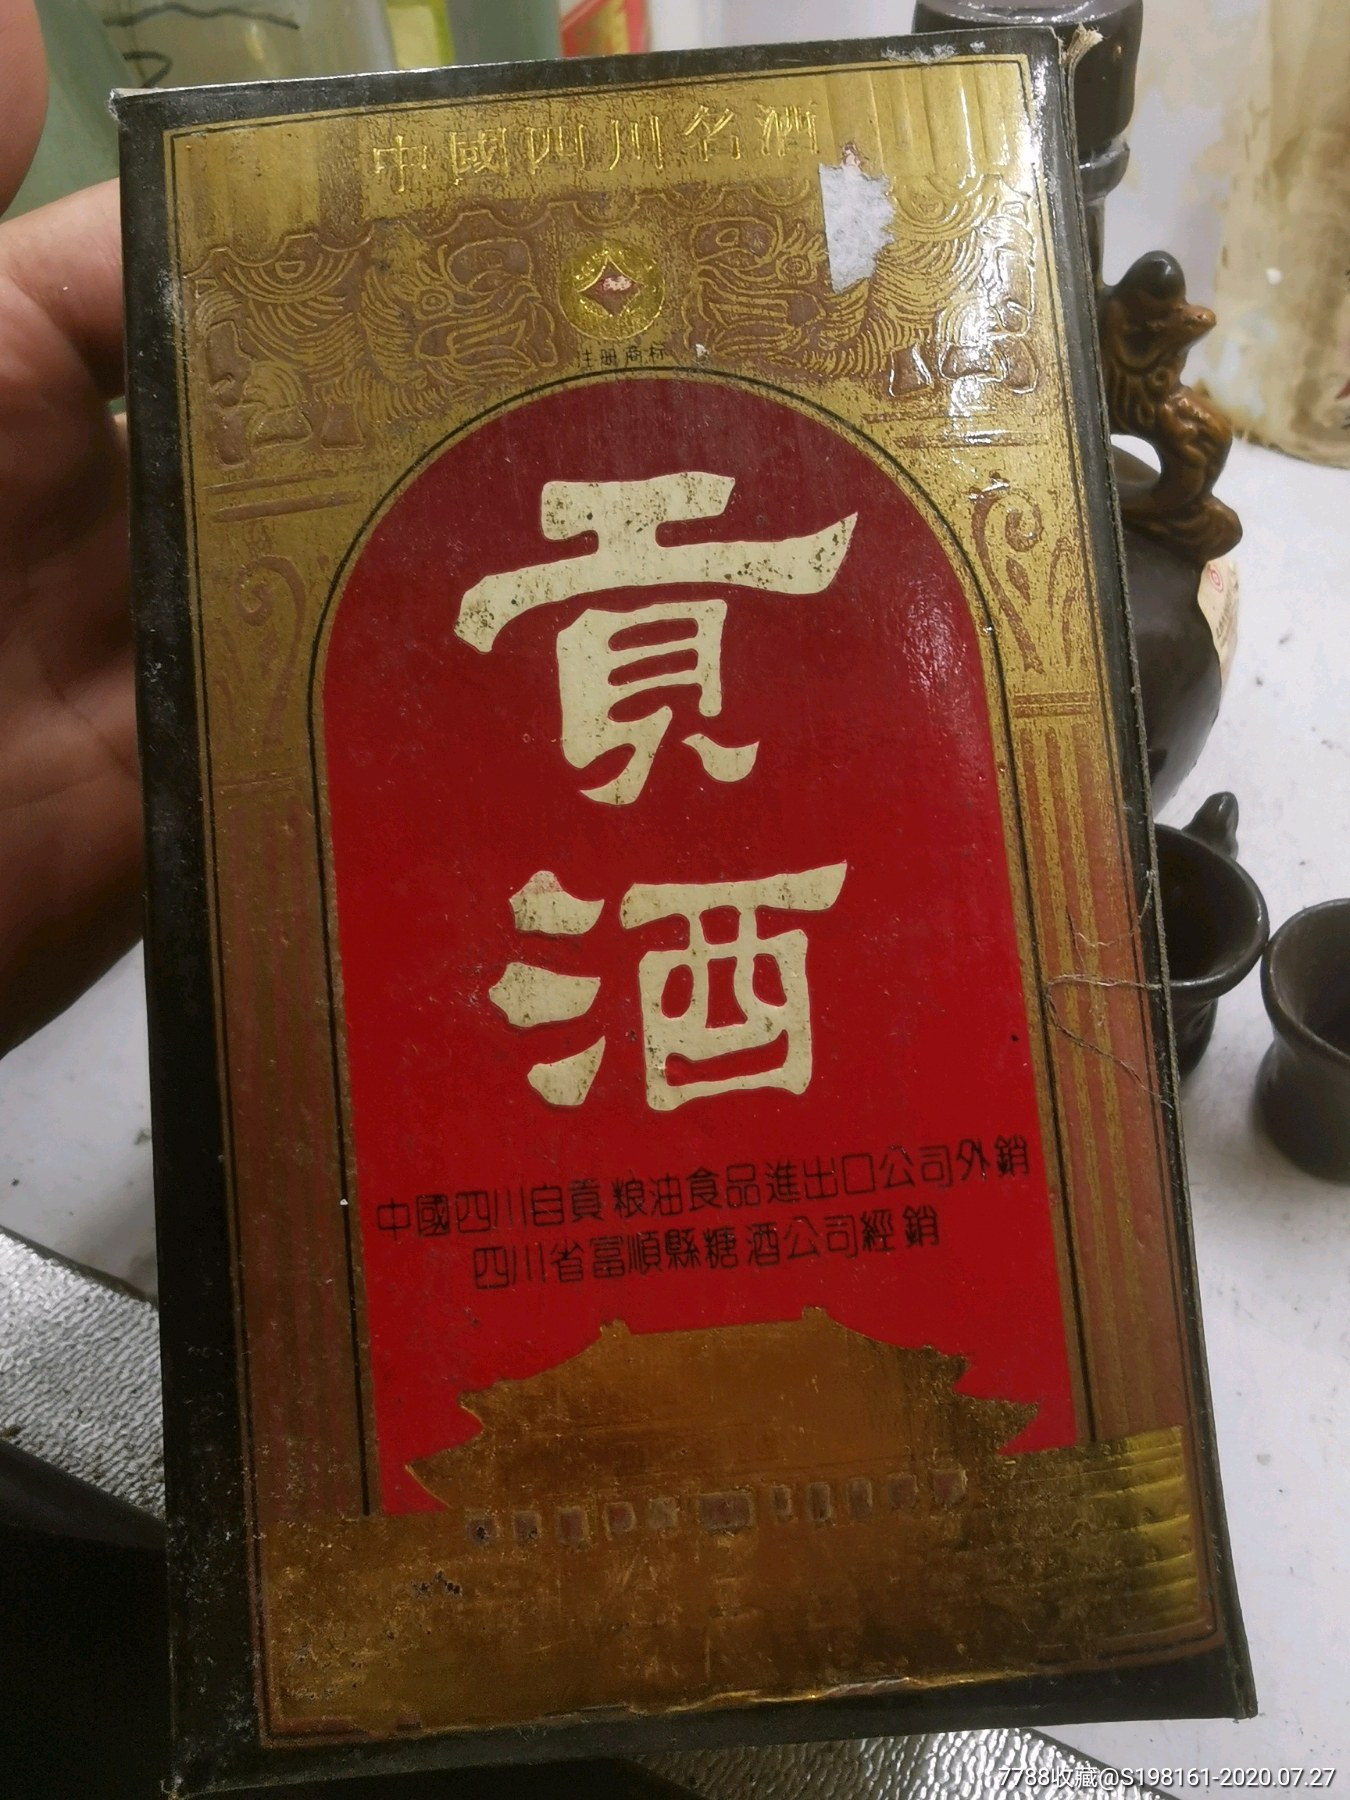 中國四川名酒
注册商标
貢
酒
中國四川自貢粮油食品進出口公司外銷
四川省富順縣糖酒公司經銷
7788收藏@S198161-2020.07.27